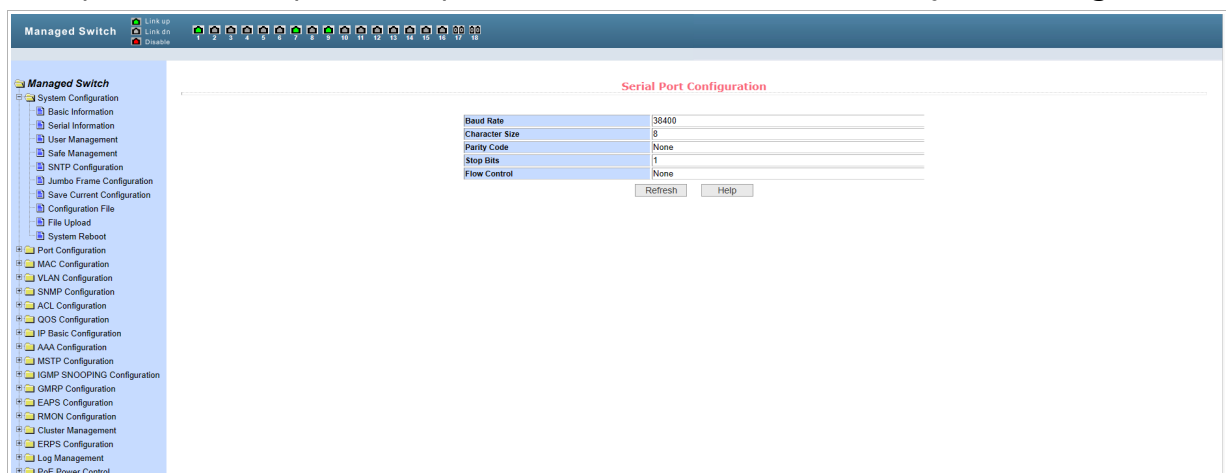 Managed Switch
Link up
Link dn
Disable
1 2 3 4 5 6 7 8 9 10 11 12 13 14 15 16 17 18
Managed Switch
System Configuration
Basic Information
Serial Information
User Management
Safe Management
SNTP Configuration
Jumbo Frame Configuration
Save Current Configuration
Configuration File
File Upload
System Reboot
Port Configuration
MAC Configuration
VLAN Configuration
SNMP Configuration
ACL Configuration
QOS Configuration
IP Basic Configuration
AAA Configuration
MSTP Configuration
IGMP SNOOPING Configuration
GMRP Configuration
EAPS Configuration
RMON Configuration
Cluster Management
ERPS Configuration
Log Management
PoE Power Control
Serial Port Configuration
Baud Rate 38400
Character Size 8
Parity Code None
Stop Bits 1
Flow Control None
Refresh Help